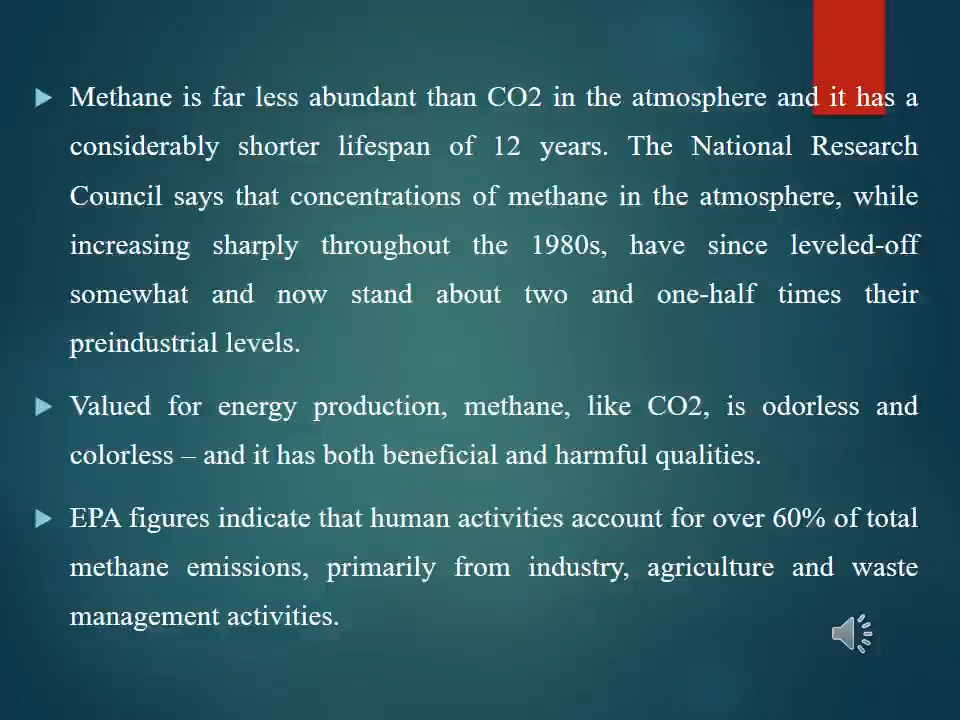 Methane is far less abundant than CO2 in the atmosphere and it has a
considerably shorter lifespan of 12 years. The National Research
Council says that concentrations of methane in the atmosphere, while
increasing sharply throughout the 1980s, have since leveled-off
somewhat and now stand about two and one-half times their
preindustrial levels.
Valued for energy production, methane, like CO2, is odorless and
colorless – and it has both beneficial and harmful qualities.
EPA figures indicate that human activities account for over 60% of total
methane emissions, primarily from industry, agriculture and waste
management activities.